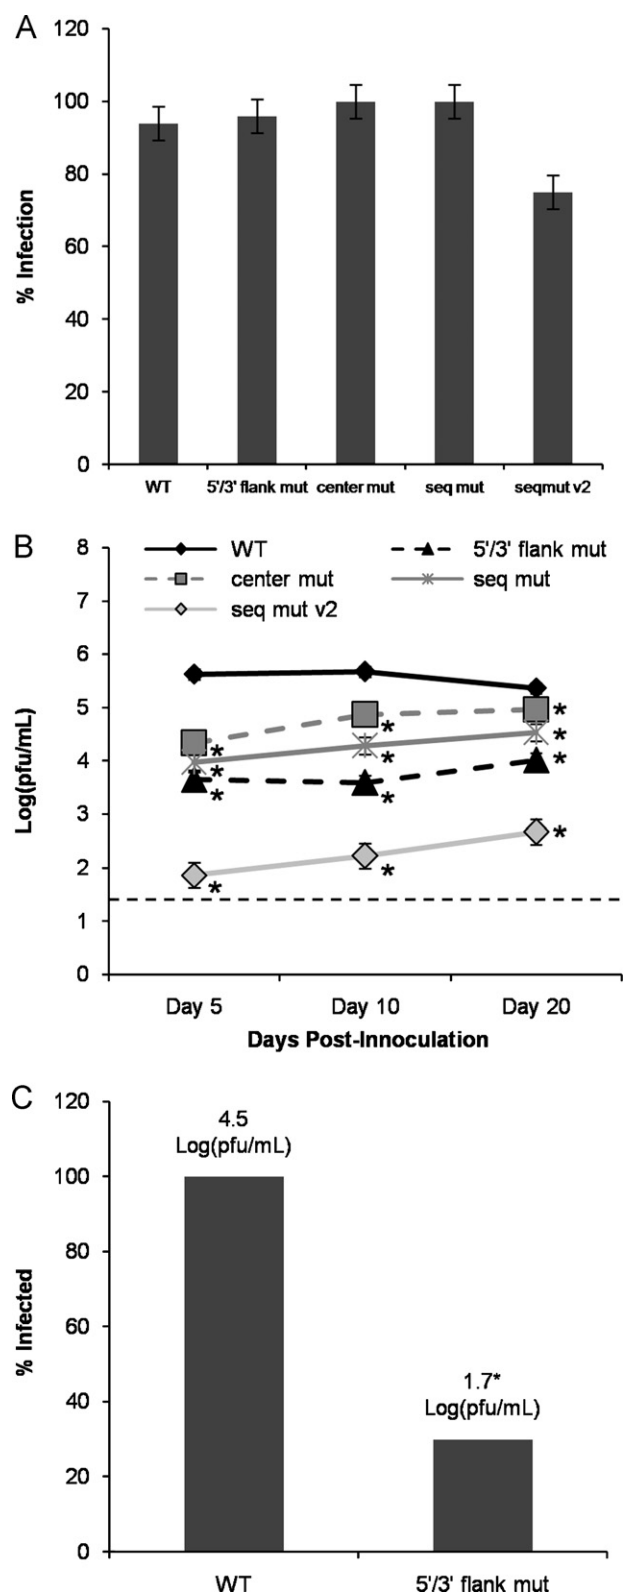 A
120
100
80
60
40
20
0
% Infection
WT 5'/3' flank mut center mut seq mut seqmut v2
B
8
7
6
5
4
3
2
1
0
Log(pfu/mL)
WT 5'/3' flank mut
center mut seq mut
seq mut v2
*
*
*
*
*
*
*
*
*
*
*
*
Day 5 Day 10 Day 20
Days Post-Innoculation
C
120
100
80
60
40
20
0
% Infected
4.5
Log(pfu/mL)
1.7*
Log(pfu/mL)
WT 5'/3' flank mut